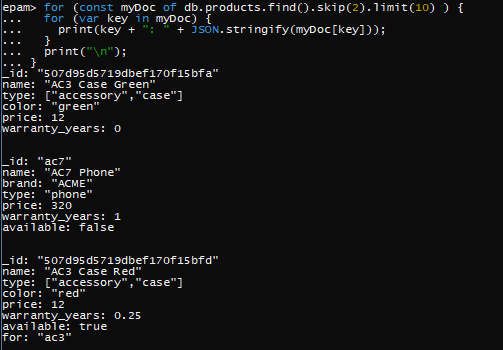 epam> for (const myDoc of db.products.find().skip(2).limit(10) ) {
...   for (var key in myDoc) {
...     print(key + ": " + JSON.stringify(myDoc[key]));
...   }
...   print("\n");
... }
_id: "507d95d5719dbef170f15bfa"
name: "AC3 Case Green"
type: ["accessory","case"]
color: "green"
price: 12
warranty_years: 0
_id: "ac7"
name: "AC7 Phone"
brand: "ACME"
type: "phone"
price: 320
warranty_years: 1
available: false
_id: "507d95d5719dbef170f15bfd"
name: "AC3 Case Red"
type: ["accessory","case"]
color: "red"
price: 12
warranty_years: 0.25
available: true
for: "ac3"